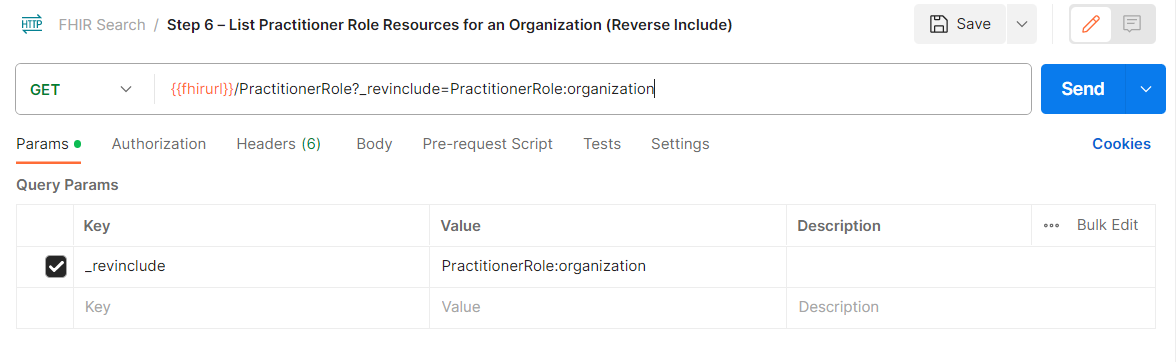 HTTP FHIR Search / Step 6 – List Practitioner Role Resources for an Organization (Reverse Include) Save
GET {{fhirurl}}/PractitionerRole?_revinclude=PractitionerRole:organization Send
Params Authorization Headers (6) Body Pre-request Script Tests Settings Cookies
Query Params
Key Value Description ••• Bulk Edit
_revinclude PractitionerRole:organization
Key Value Description